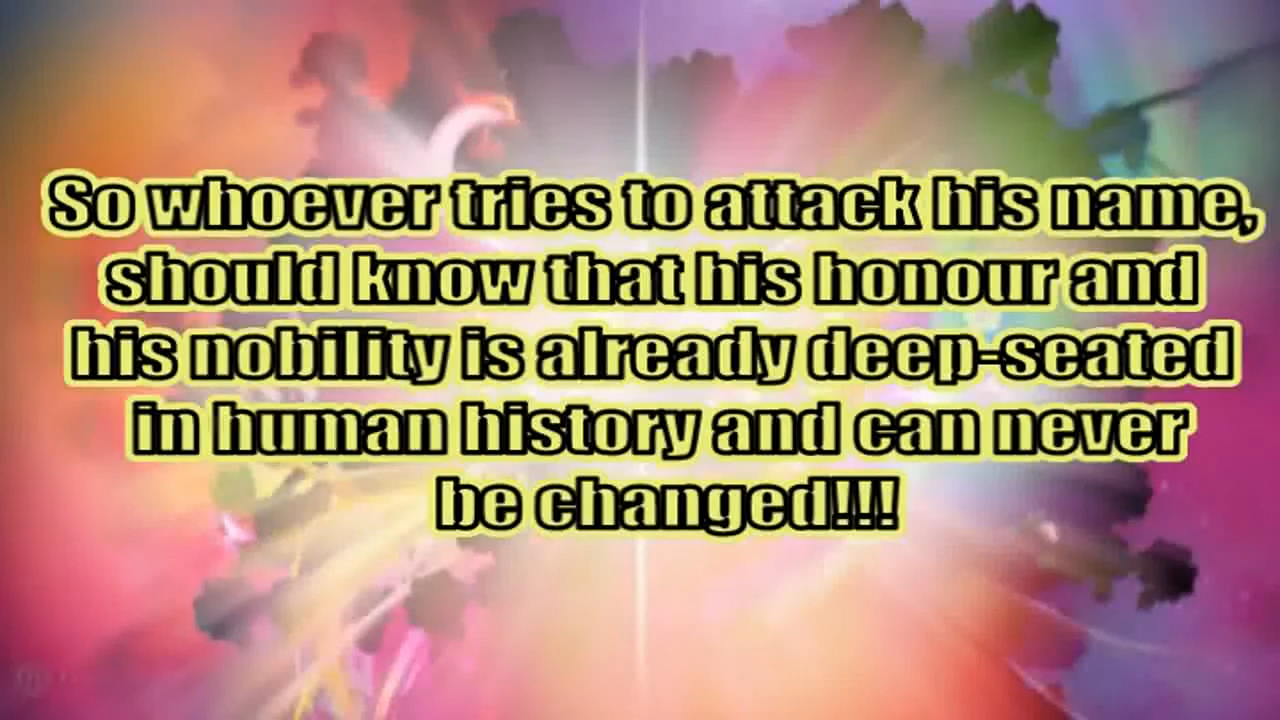 So whoever tries to attack his name,
should know that his honour and
his nobility is already deep-seated
in human history and can never
be changed!!!